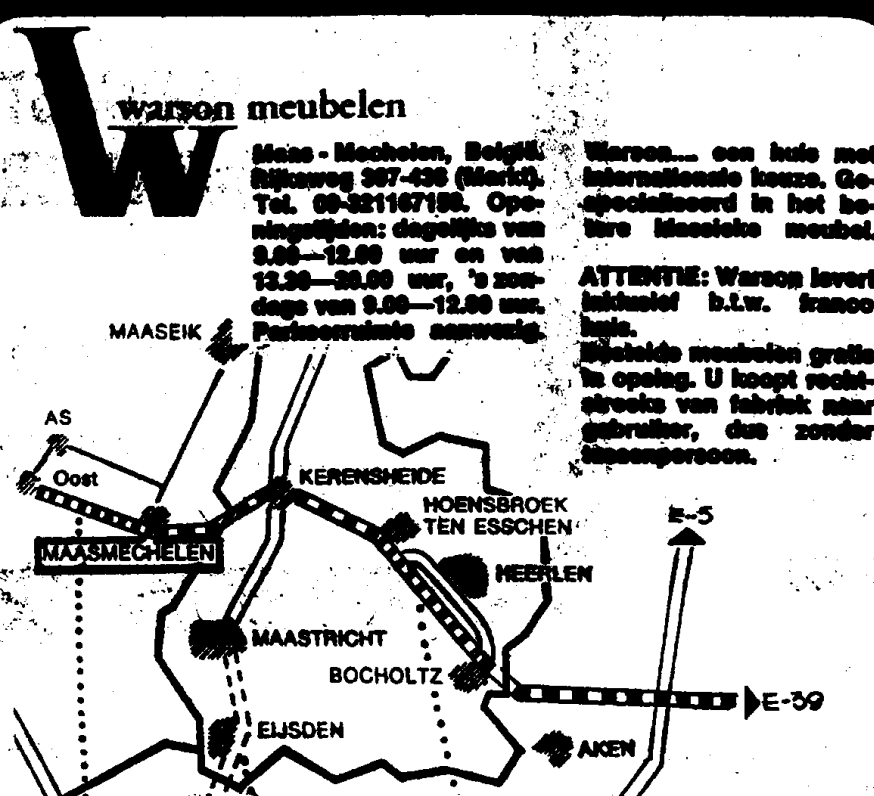 warson meubelen
Maas - Mechelen, België.
Rijksweg 397-436 (Markt).
Tel. 09-321167158. Ope-
ningstijden: dagelijks van
9.00—12.00 uur en van
13.30—20.00 uur, 's zon-
dags van 9.00—12.00 uur.
Parkeerruimte aanwezig.
Warson.... een huis met
internationale keuze. Ge-
specialiseerd in het be-
tere klassieke meubel.
ATTENTIE: Warson levert
inklusief b.t.w. franco
huis.
Bestelde meubelen gratis
in opslag. U koopt recht-
streeks van fabriek naar
gebruiker, dus zonder
tussenpersoon.
MAASEIK
AS
Oost
KERENSHEIDE
HOENSBROEK
TEN ESSCHEN
E-5
MAASMECHELEN
HEERLEN
MAASTRICHT
BOCHOLTZ
E-39
EIJSDEN
AKEN